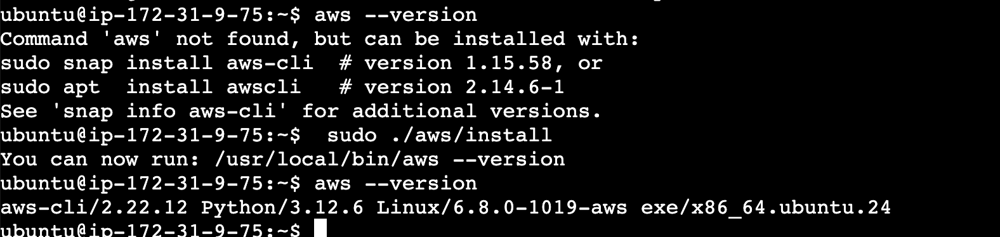 ubuntu@ip-172-31-9-75:~$ aws --version
Command 'aws' not found, but can be installed with:
sudo snap install aws-cli  # version 1.15.58, or
sudo apt  install awscli   # version 2.14.6-1
See 'snap info aws-cli' for additional versions.
ubuntu@ip-172-31-9-75:~$  sudo ./aws/install
You can now run: /usr/local/bin/aws --version
ubuntu@ip-172-31-9-75:~$ aws --version
aws-cli/2.22.12 Python/3.12.6 Linux/6.8.0-1019-aws exe/x86_64.ubuntu.24
ubuntu@ip-172-31-9-75:~$